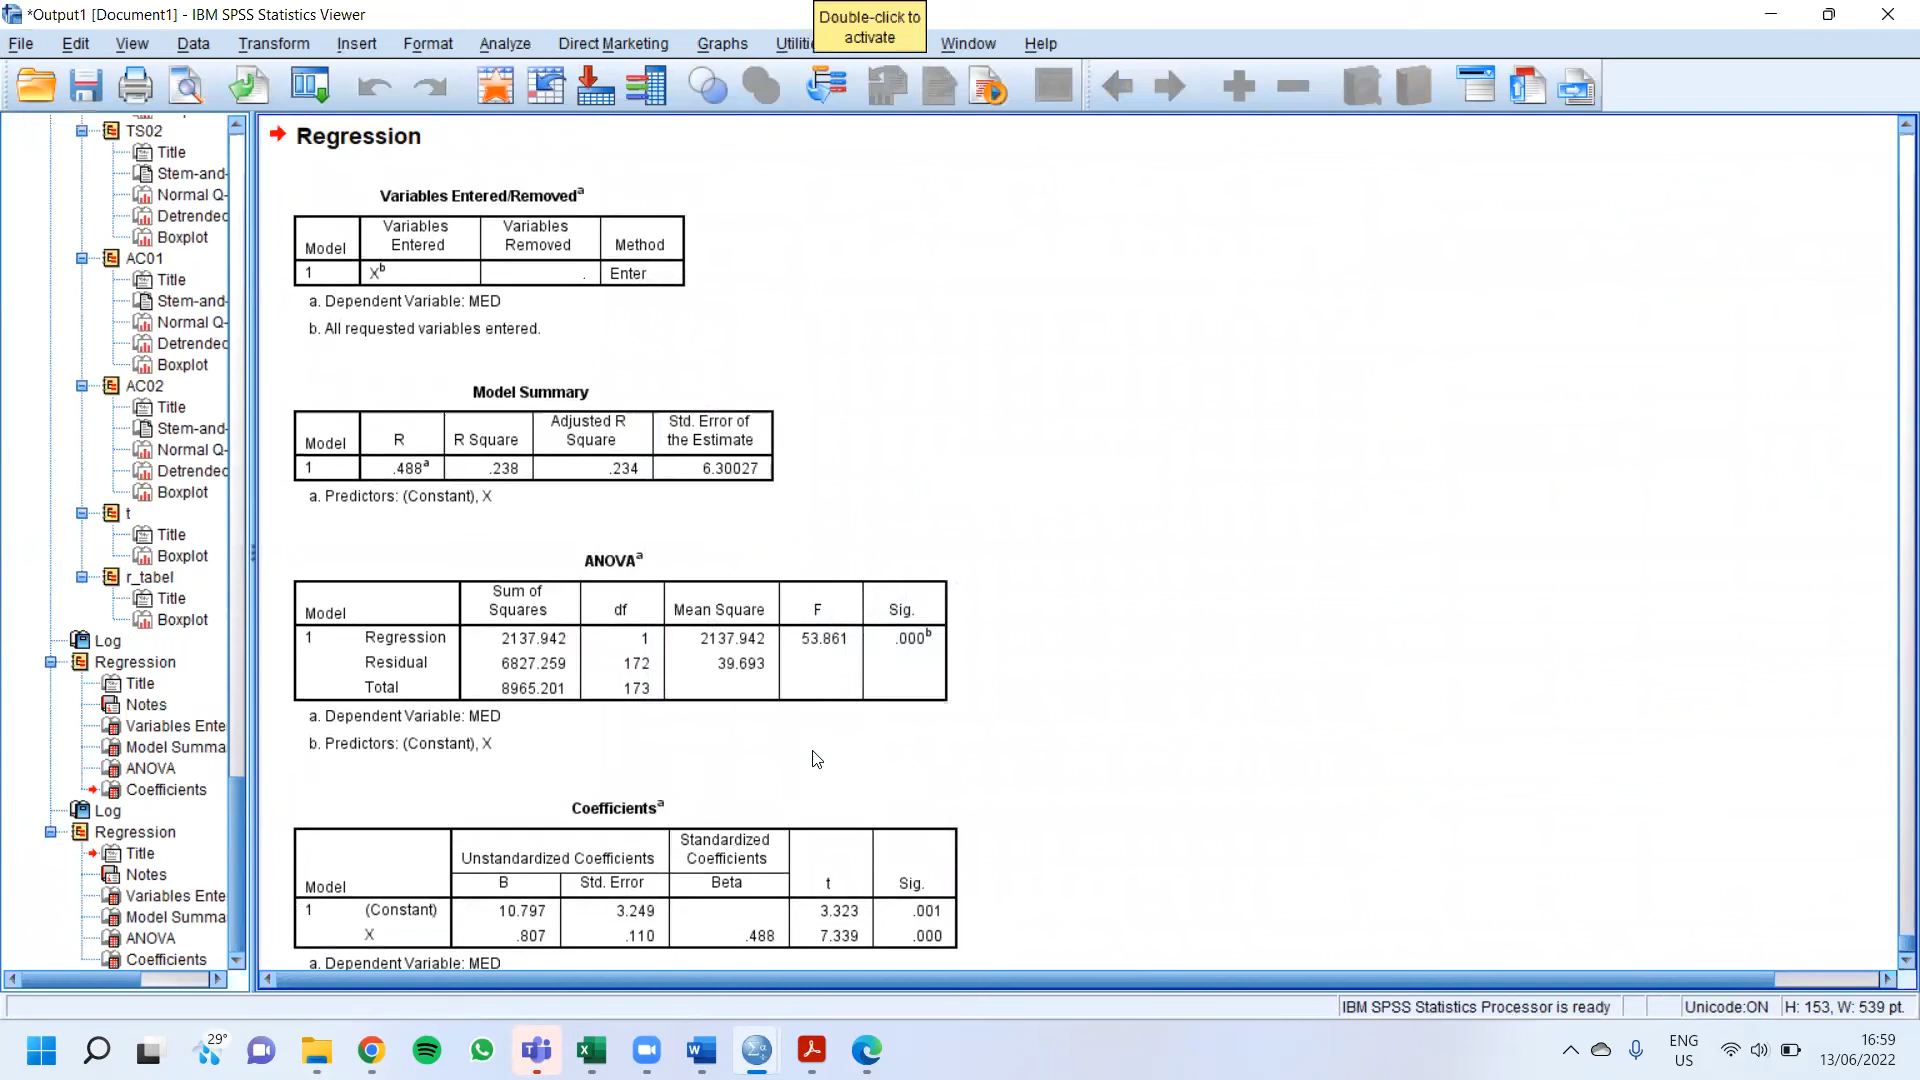 *Output1 [Document1] - IBM SPSS Statistics Viewer
Double-click to
activate
File Edit View Data Transform Insert Format Analyze Direct Marketing Graphs Utiliti Window Help
TS02
Title
Stem-and-
Normal Q-
Detrended
Boxplot
AC01
Title
Stem-and-
Normal Q-
Detrended
Boxplot
AC02
Title
Stem-and-
Normal Q-
Detrended
Boxplot
t
Title
Boxplot
r_tabel
Title
Boxplot
Log
Regression
Title
Notes
Variables Ente
Model Summa
ANOVA
Coefficients
Log
Regression
Title
Notes
Variables Ente
Model Summa
ANOVA
Coefficients
Regression
Variables Entered/Removedª
Model Variables Entered Variables Removed Method
1 Xᵇ . Enter
a. Dependent Variable: MED
b. All requested variables entered.
Model Summary
Model R R Square Adjusted R Square Std. Error of the Estimate
1 .488ª .238 .234 6.30027
a. Predictors: (Constant), X
ANOVAª
Model Sum of Squares df Mean Square F Sig.
1 Regression 2137.942 1 2137.942 53.861 .000ᵇ
Residual 6827.259 172 39.693
Total 8965.201 173
a. Dependent Variable: MED
b. Predictors: (Constant), X
Coefficientsª
Model Unstandardized Coefficients Standardized Coefficients t Sig.
B Std. Error Beta
1 (Constant) 10.797 3.249 3.323 .001
X .807 .110 .488 7.339 .000
a. Dependent Variable: MED
IBM SPSS Statistics Processor is ready Unicode:ON H: 153, W: 539 pt.
29°
ENG
US
16:59
13/06/2022